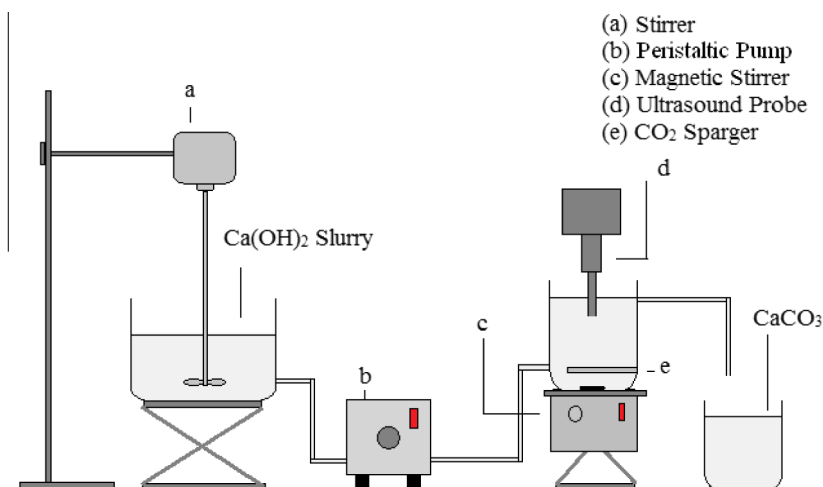 (a) Stirrer
(b) Peristaltic Pump
(c) Magnetic Stirrer
(d) Ultrasound Probe
(e) CO₂ Sparger
a
d
Ca(OH)₂ Slurry
c
CaCO₃
e
b